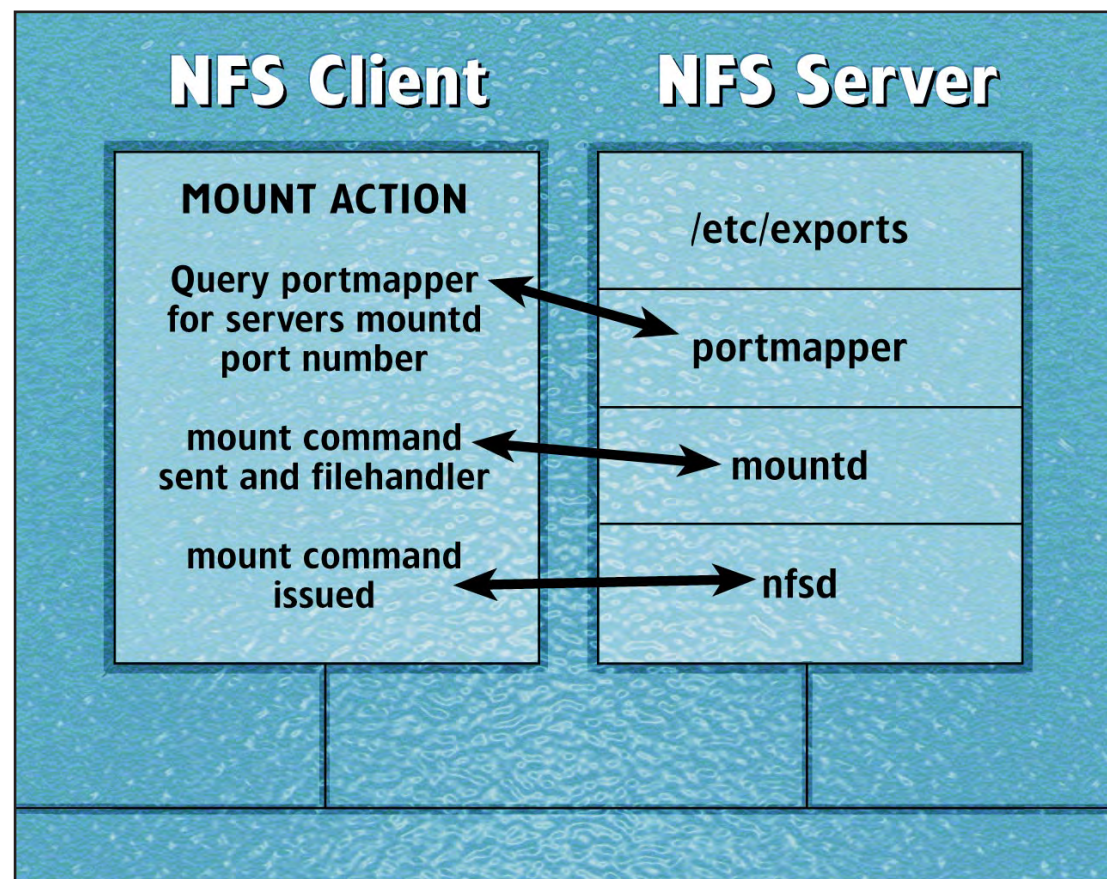 NFS Client
NFS Server
MOUNT ACTION
Query portmapper
for servers mountd
port number
mount command
sent and filehandler
mount command
issued
/etc/exports
portmapper
mountd
nfsd